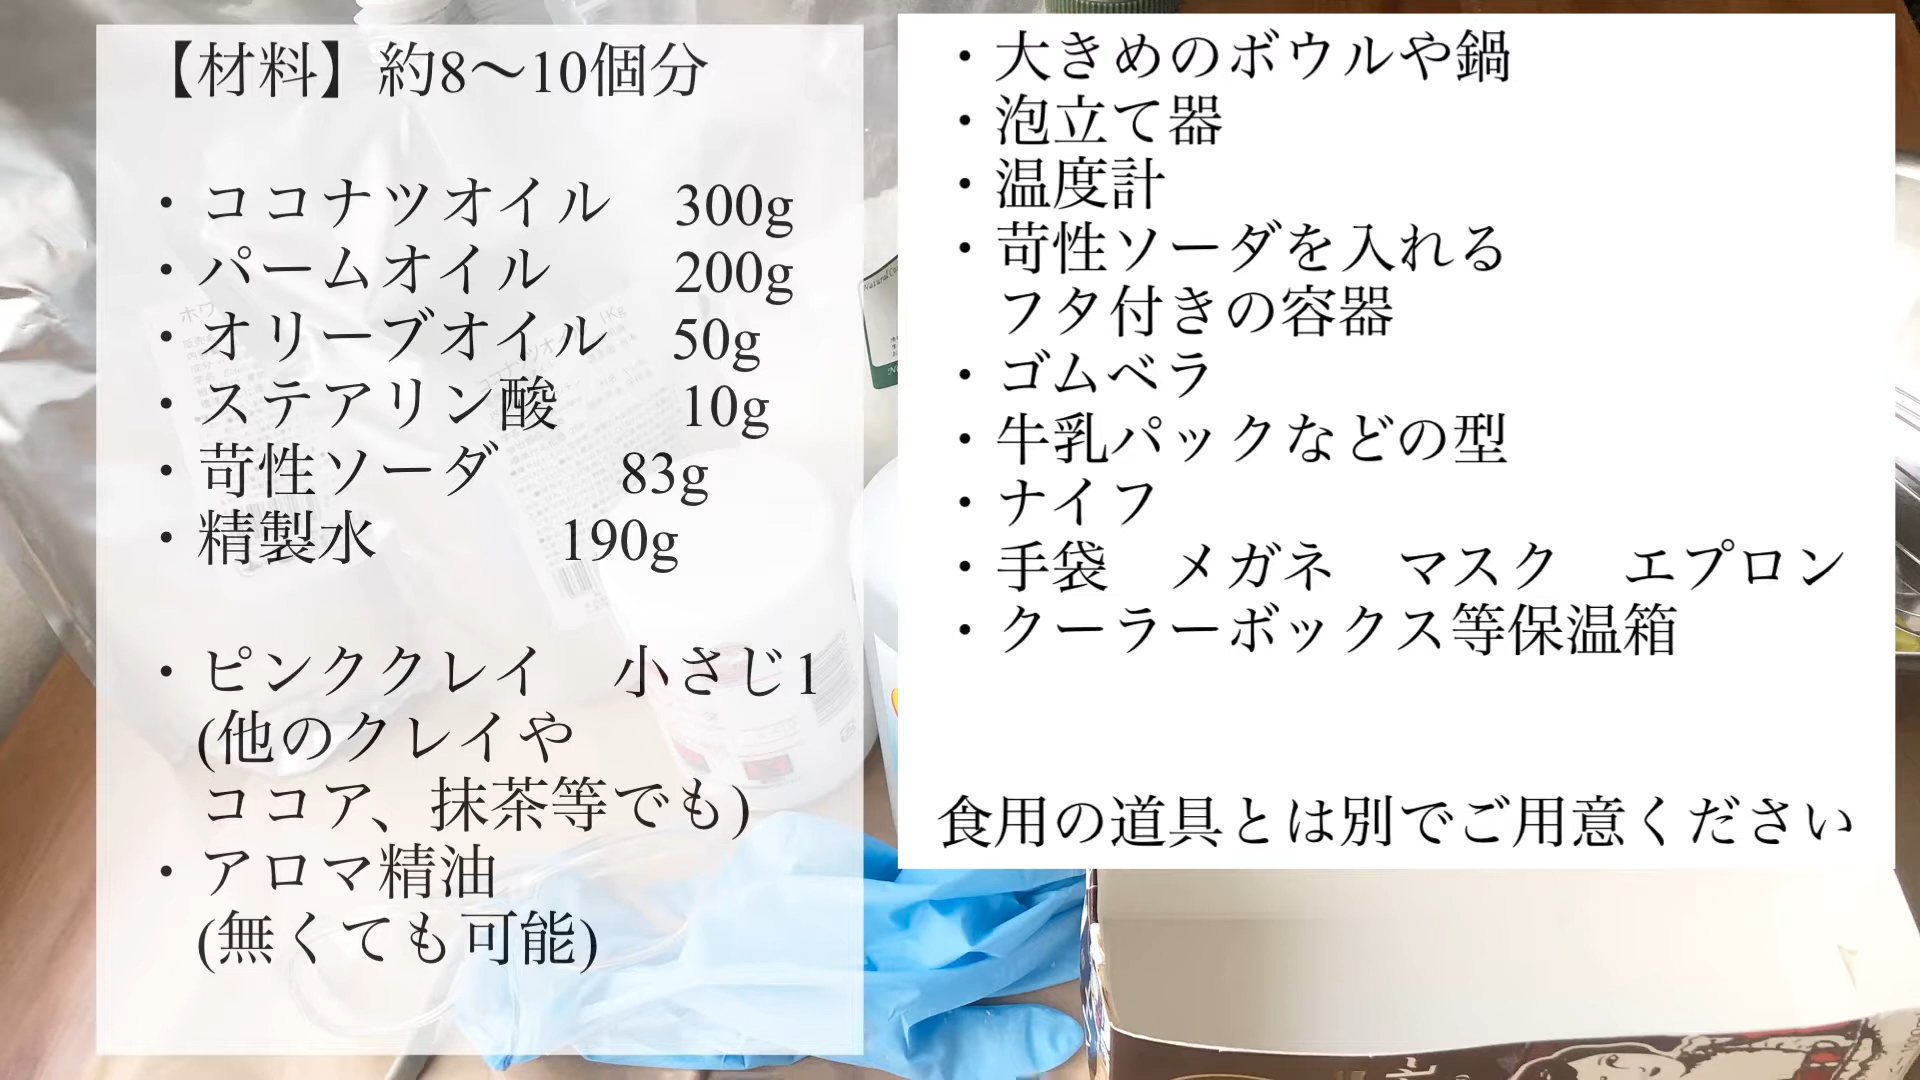 【材料】約8〜10個分
・ココナツオイル　300g
・パームオイル　200g
・オリーブオイル　50g
・ステアリン酸　10g
・苛性ソーダ　83g
・精製水　190g
・ピンククレイ　小さじ1
(他のクレイや
ココア、抹茶等でも)
・アロマ精油
(無くても可能)
・大きめのボウルや鍋
・泡立て器
・温度計
・苛性ソーダを入れる
フタ付きの容器
・ゴムベラ
・牛乳パックなどの型
・ナイフ
・手袋　メガネ　マスク　エプロン
・クーラーボックス等保温箱
食用の道具とは別でご用意ください